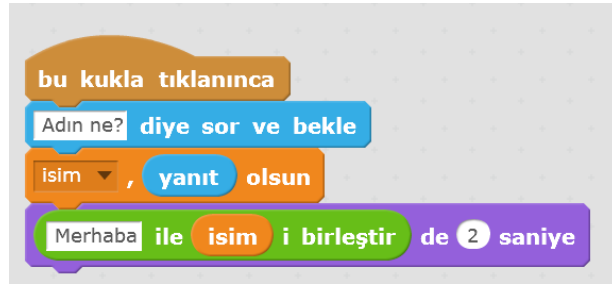 bu kukla tıklanınca
Adın ne? diye sor ve bekle
isim , yanıt olsun
Merhaba ile isim i birleştir de 2 saniye